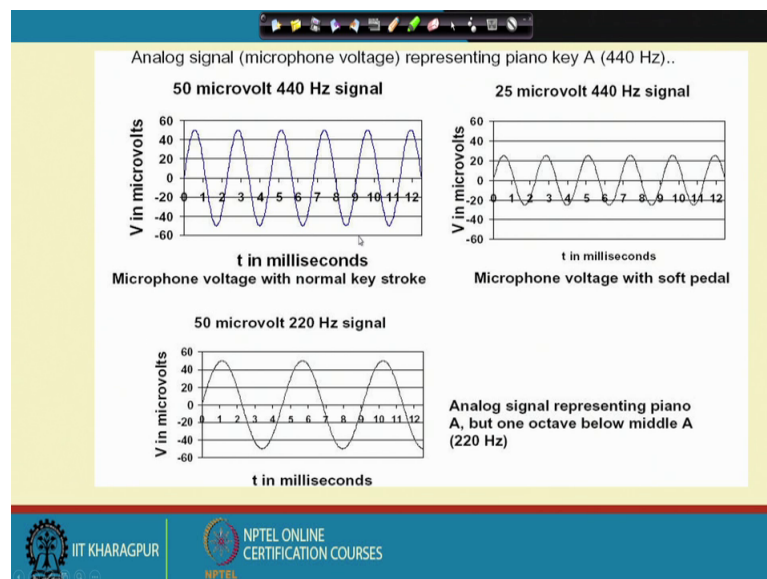 Analog signal (microphone voltage) representing piano key A (440 Hz)..
50 microvolt 440 Hz signal
60
40
20
0
-20
-40
-60
V in microvolts
0 1 2 3 4 5 6 7 8 9 10 11 12
t in milliseconds
Microphone voltage with normal key stroke
25 microvolt 440 Hz signal
60
40
20
0
-20
-40
-60
V in microvolts
0 1 2 3 4 5 6 7 8 9 10 11 12
t in milliseconds
Microphone voltage with soft pedal
50 microvolt 220 Hz signal
60
40
20
0
-20
-40
-60
V in microvolts
0 1 2 3 4 5 6 7 8 9 10 11 12
t in milliseconds
Analog signal representing piano
A, but one octave below middle A
(220 Hz)
IIT KHARAGPUR
NPTEL
NPTEL ONLINE
CERTIFICATION COURSES